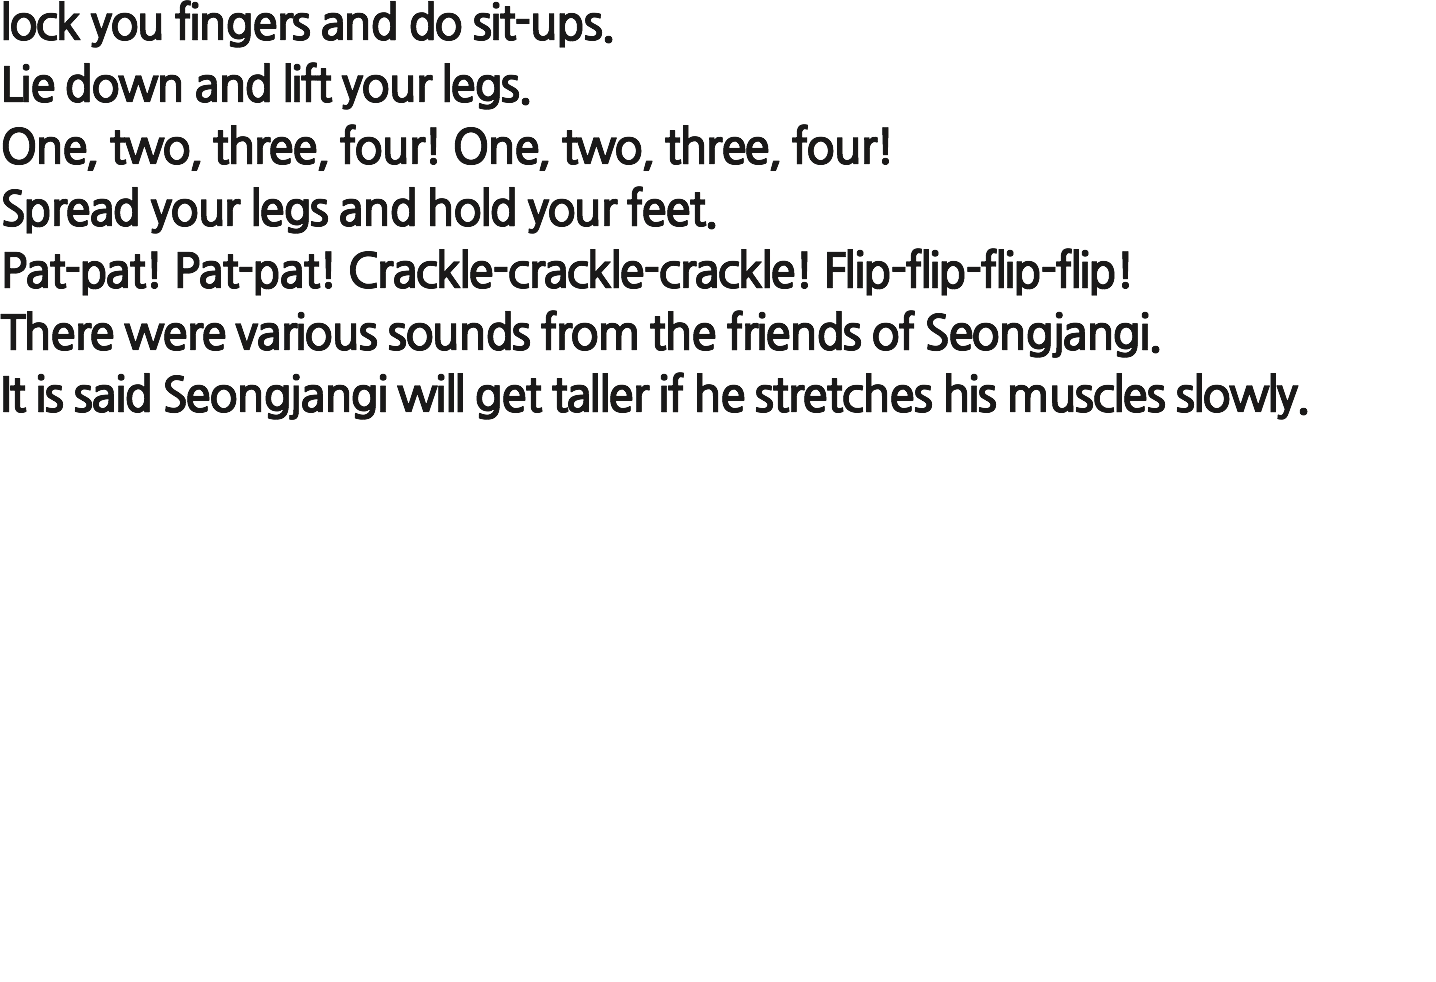 lock you fingers and do sit-ups.
Lie down and lift your legs.
One, two, three, four! One, two, three, four!
Spread your legs and hold your feet.
Pat-pat! Pat-pat! Crackle-crackle-crackle! Flip-flip-flip-flip!
There were various sounds from the friends of Seongjangi.
It is said Seongjangi will get taller if he stretches his muscles slowly.